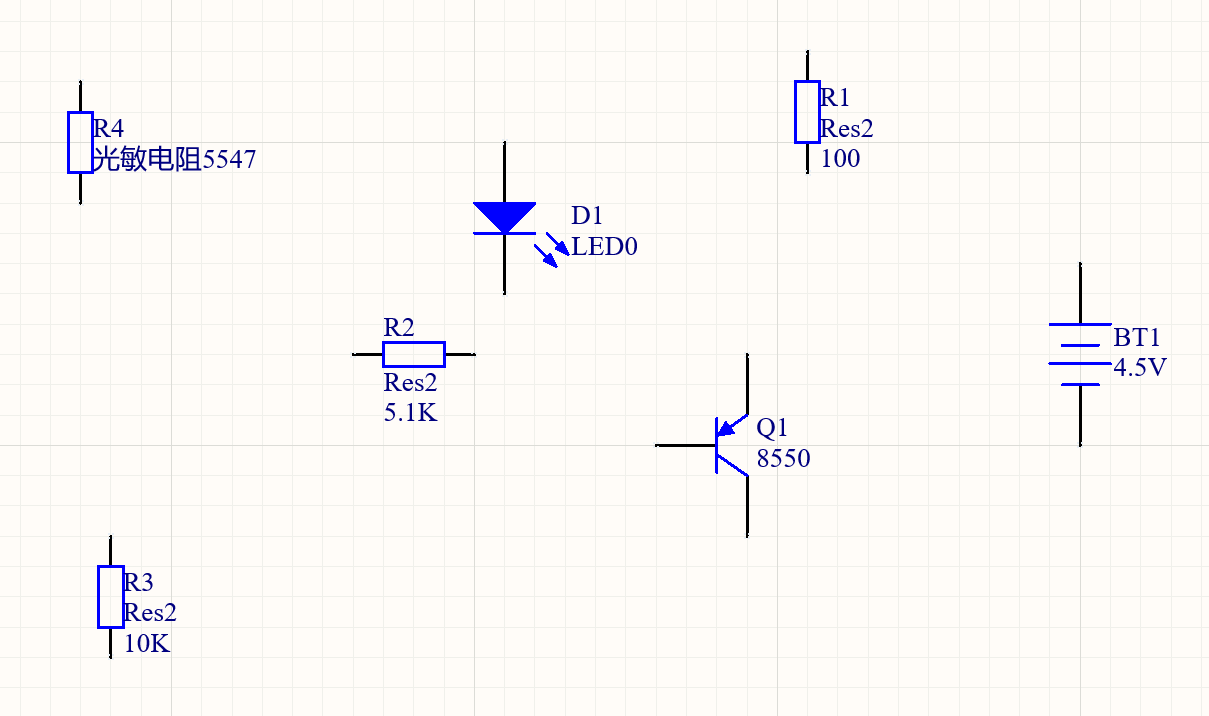 R4
光敏电阻5547
D1
LED0
R1
Res2
100
R2
Res2
5.1K
Q1
8550
BT1
4.5V
R3
Res2
10K